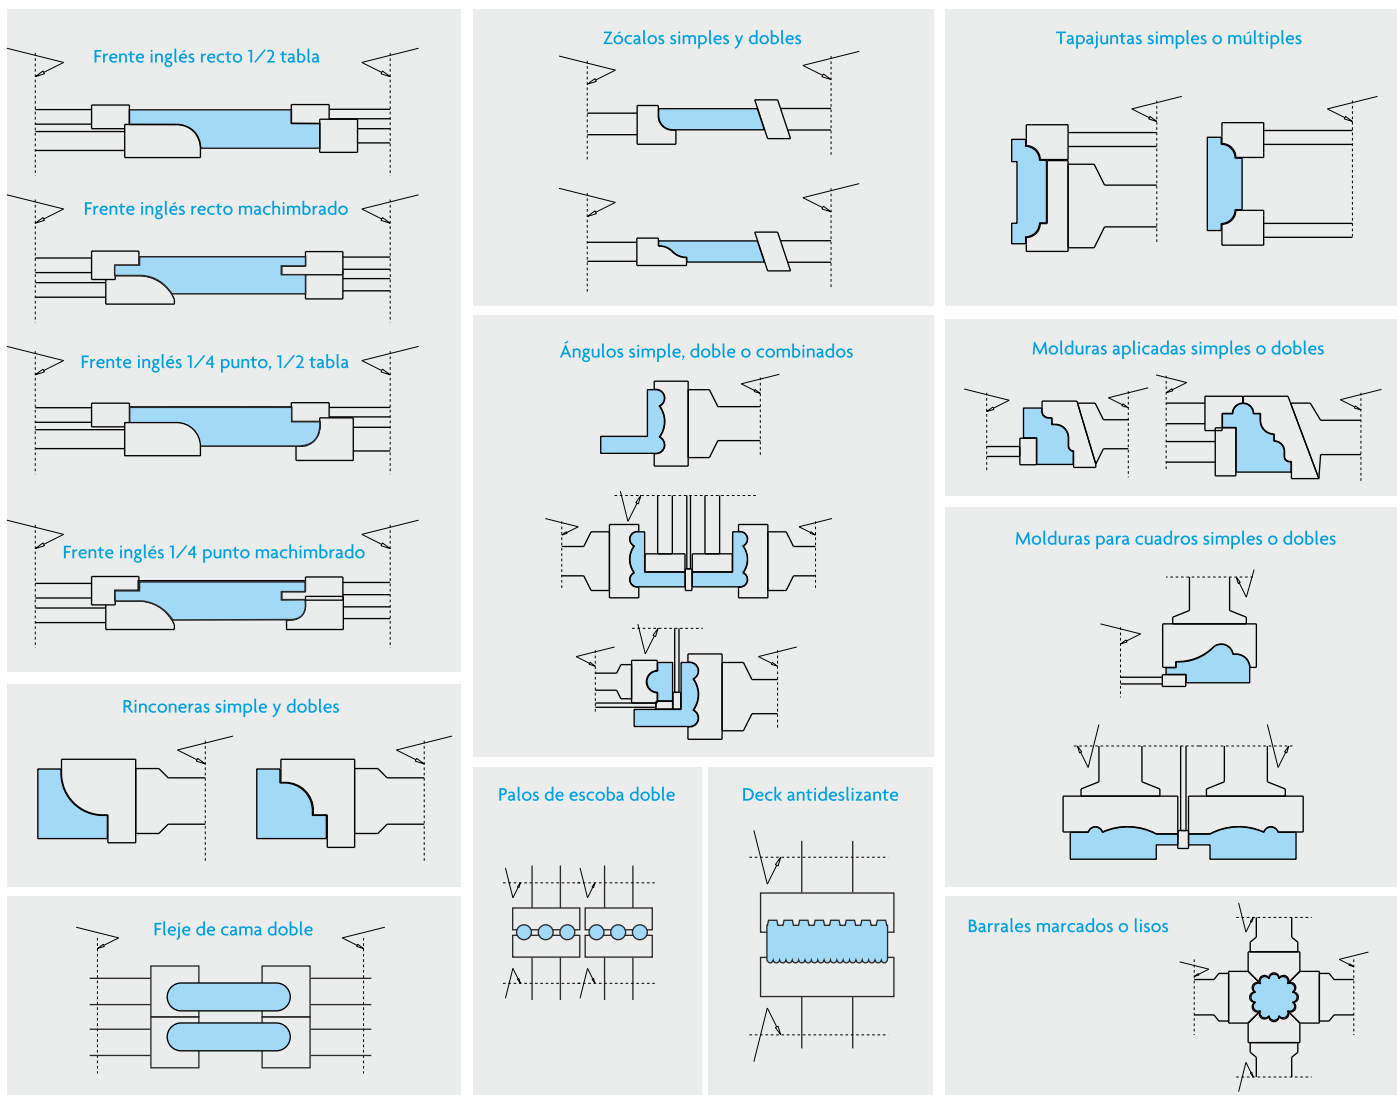 Frente inglés recto 1/2 tabla
Frente inglés recto machimbrado
Frente inglés 1/4 punto, 1/2 tabla
Frente inglés 1/4 punto machimbrado
Rinconeras simple y dobles
Fleje de cama doble
Zócalos simples y dobles
Ángulos simple, doble o combinados
Palos de escoba doble
Deck antideslizante
Tapajuntas simples o múltiples
Molduras aplicadas simples o dobles
Molduras para cuadros simples o dobles
Barrales marcados o lisos